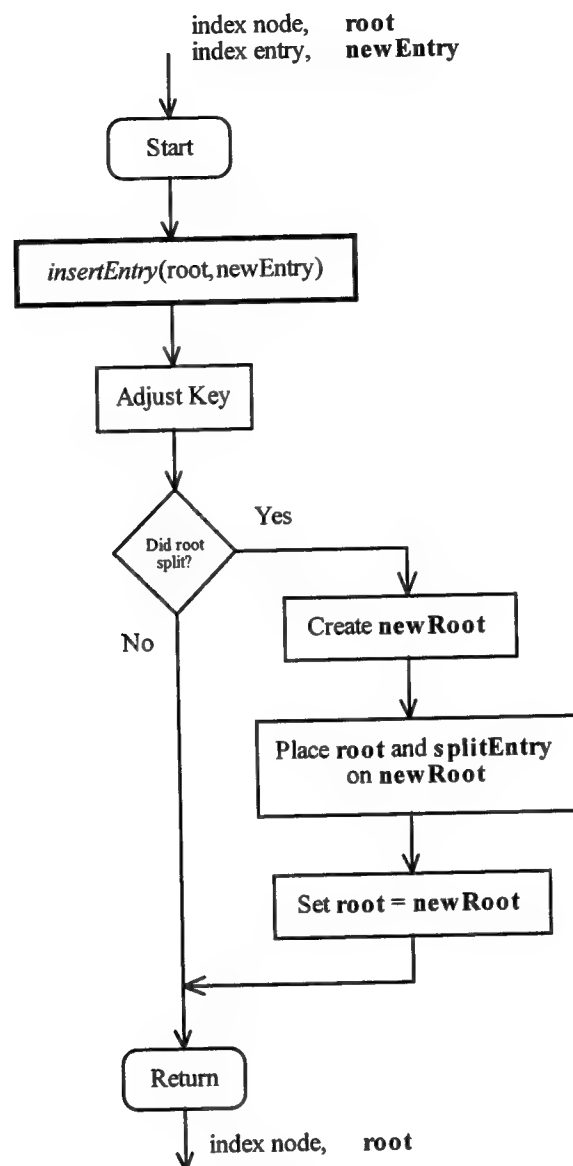 index node, root
index entry, newEntry
Start
insertEntry(root,newEntry)
Adjust Key
Did root
split?
Yes
No
Create newRoot
Place root and splitEntry
on newRoot
Set root = newRoot
Return
index node, root